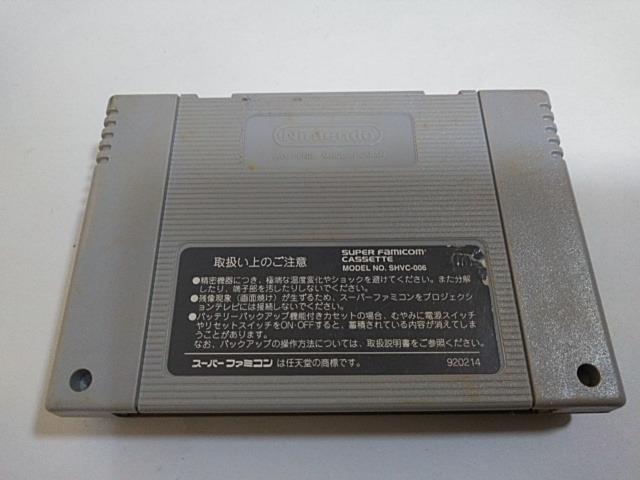 Nintendo
取扱い上のご注意
SUPER FAMICOM
CASSETTE
MODEL NO. SHVC-006
●精密機器につき、極端な温度変化やショックを避けてください。また分解
したり、端子部を汚したりしないでください。
●残像現象（画面焼け）が生ずるため、スーパーファミコンをプロジェクシ
ョンテレビには接続しないでください。
●バッテリーバックアップ機能付きカセットの場合、むやみに電源スイッチ
やリセットスイッチをON·OFFすると、蓄積されている内容が消えてしま
うことがあります。
なお、バックアップの操作方法については、取扱説明書をご参照ください。
スーパーファミコン は任天堂の商標です。
920214